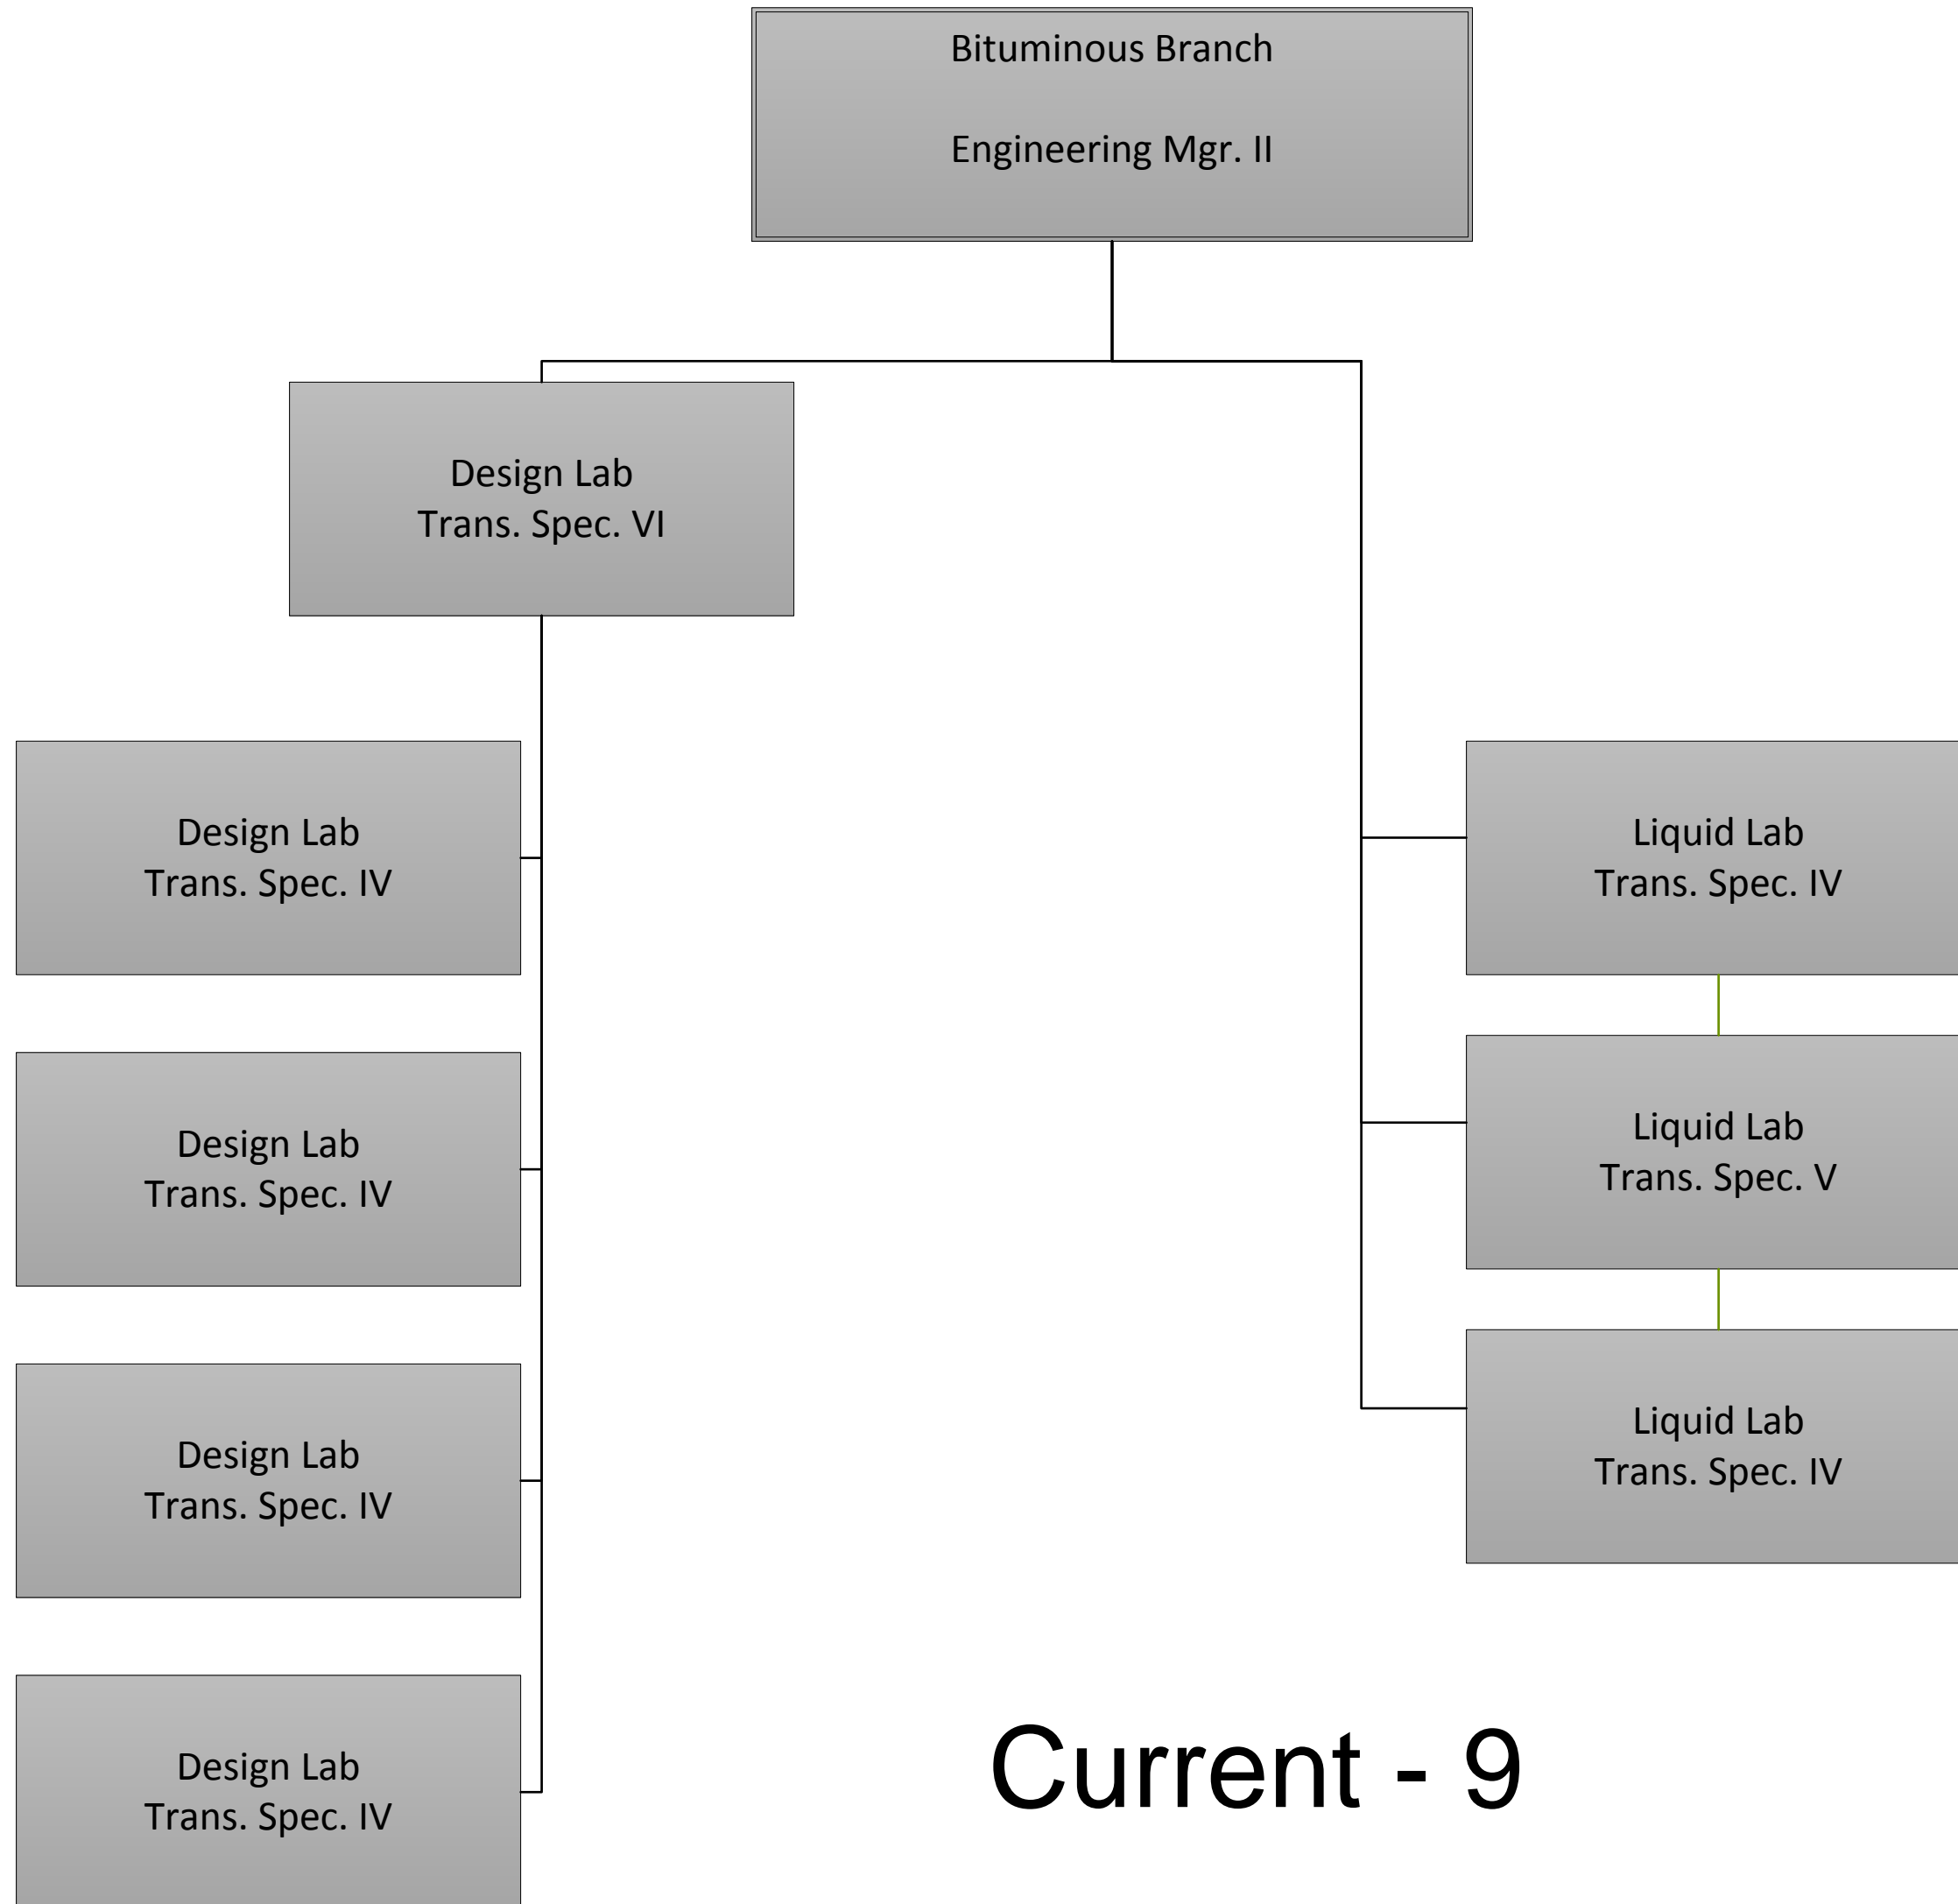 Bituminous Branch
Engineering Mgr. II
Design Lab
Trans. Spec. VI
Design Lab
Trans. Spec. IV
Design Lab
Trans. Spec. IV
Design Lab
Trans. Spec. IV
Design Lab
Trans. Spec. IV
Liquid Lab
Trans. Spec. IV
Liquid Lab
Trans. Spec. V
Liquid Lab
Trans. Spec. IV
Current - 9